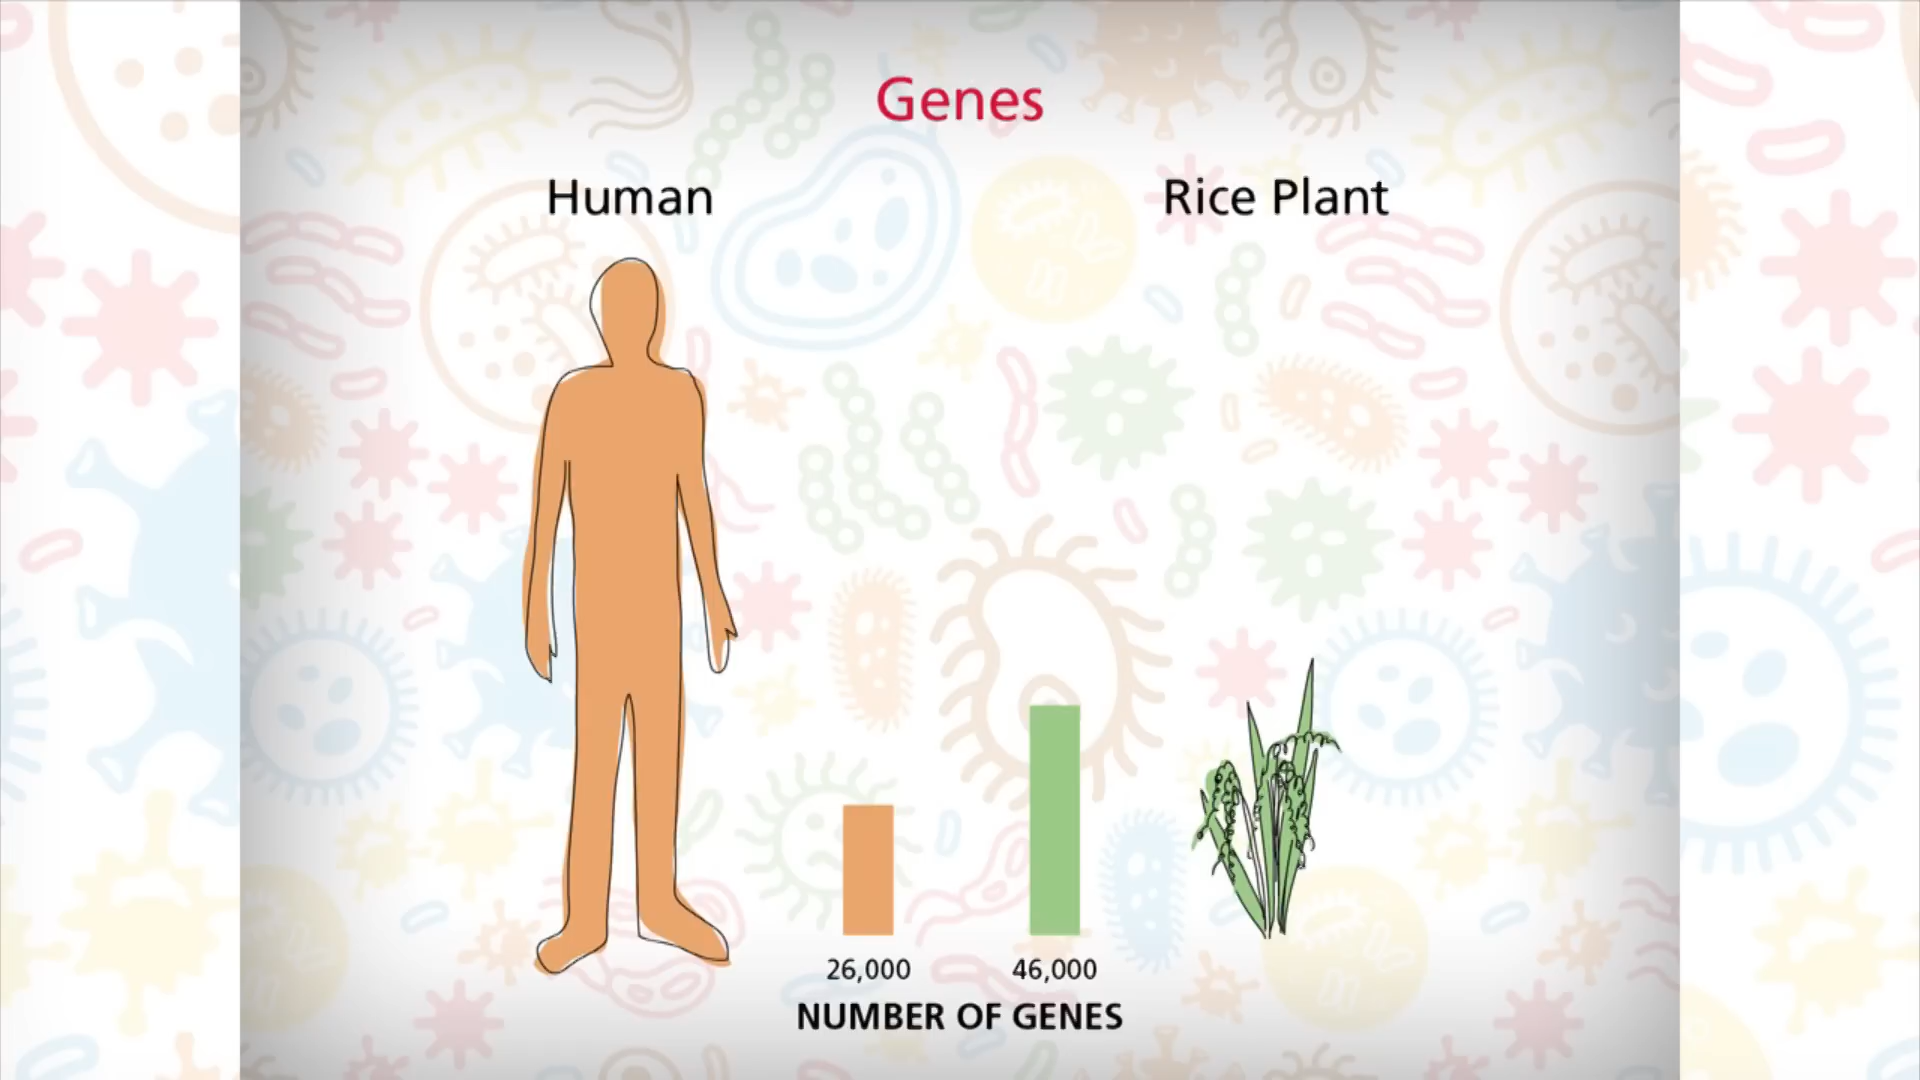 Genes
Human
Rice Plant
26,000
46,000
NUMBER OF GENES